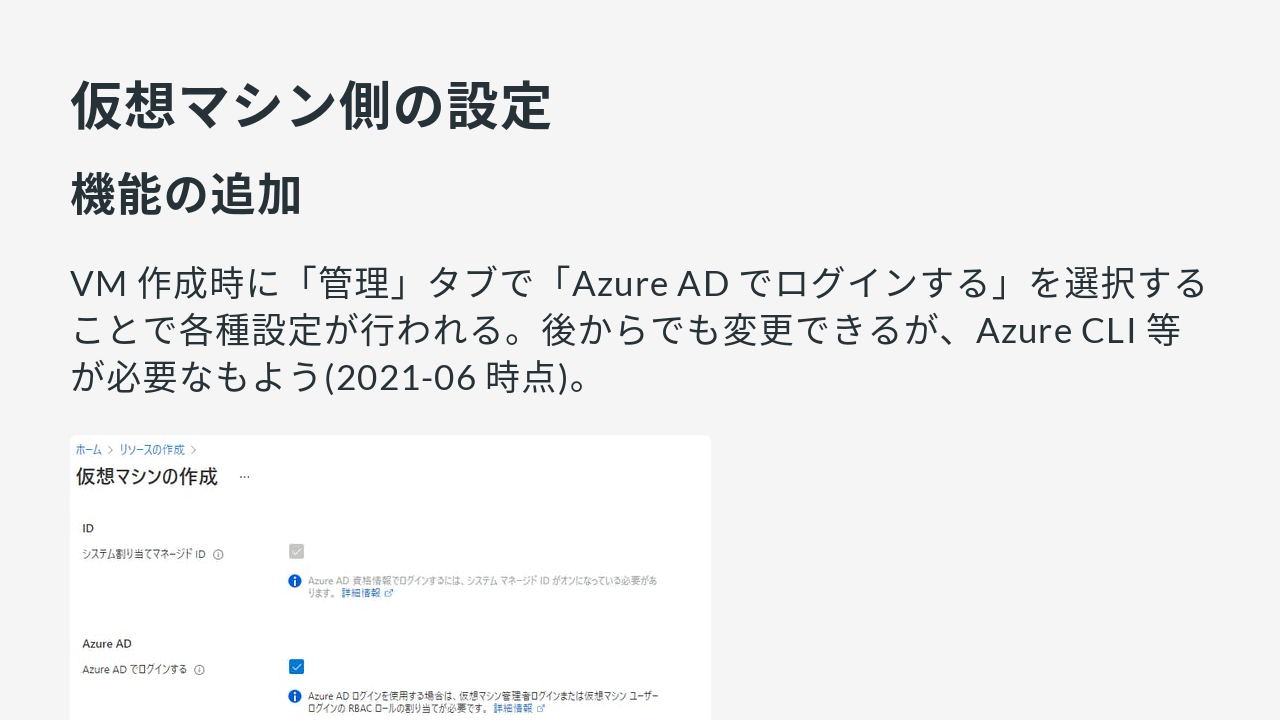 仮想マシン側の設定
機能の追加
VM 作成時に「管理」タブで「Azure AD でログインする」を選択する
ことで各種設定が行われる。後からでも変更できるが、Azure CLI 等
が必要なもよう(2021-06 時点)。
ホーム > リソースの作成 >
仮想マシンの作成 …
ID
システム割り当てマネージド ID
Azure AD 資格情報でログインするには、システム マネージド ID がオンになっている必要があ
ります。 詳細情報
Azure AD
Azure AD でログインする
Azure AD ログインを使用する場合は、仮想マシン管理者ログインまたは仮想マシン ユーザー
ログインの RBAC ロールの割り当てが必要です。 詳細情報